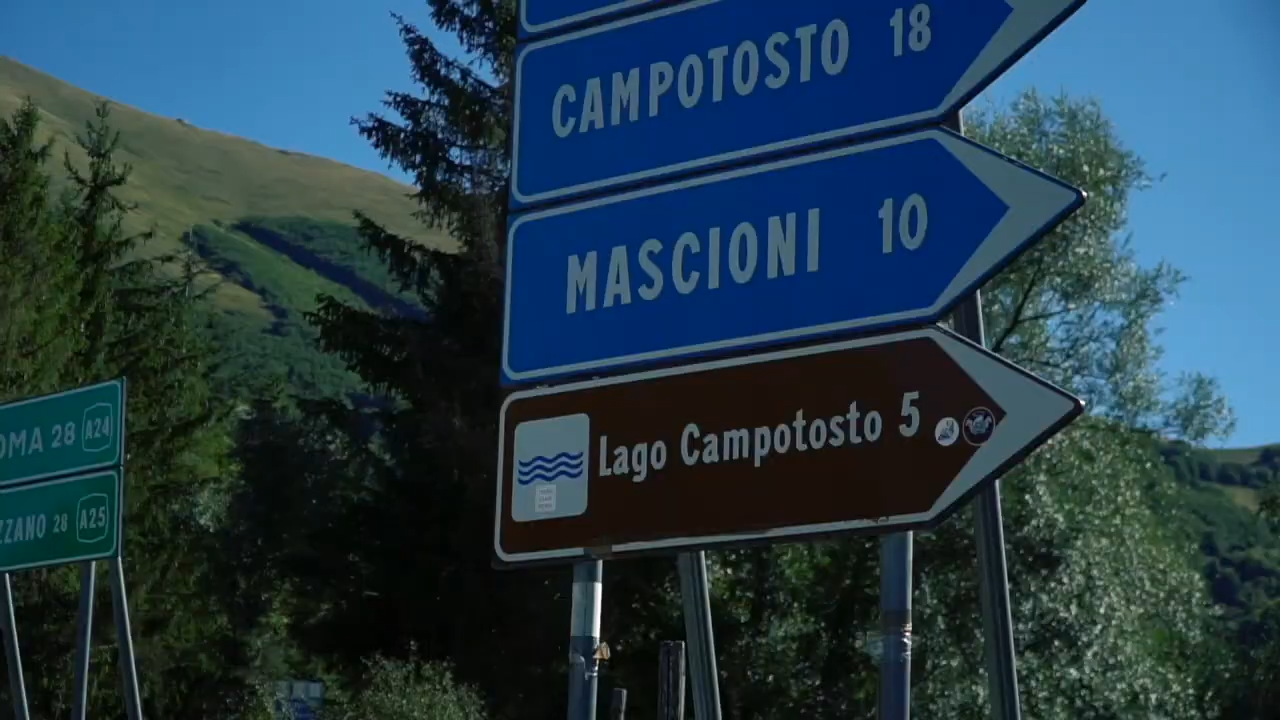 CAMPOTOSTO 18
MASCIONI 10
Lago Campotosto 5
OMA 28 A24
ZZANO 28 A25